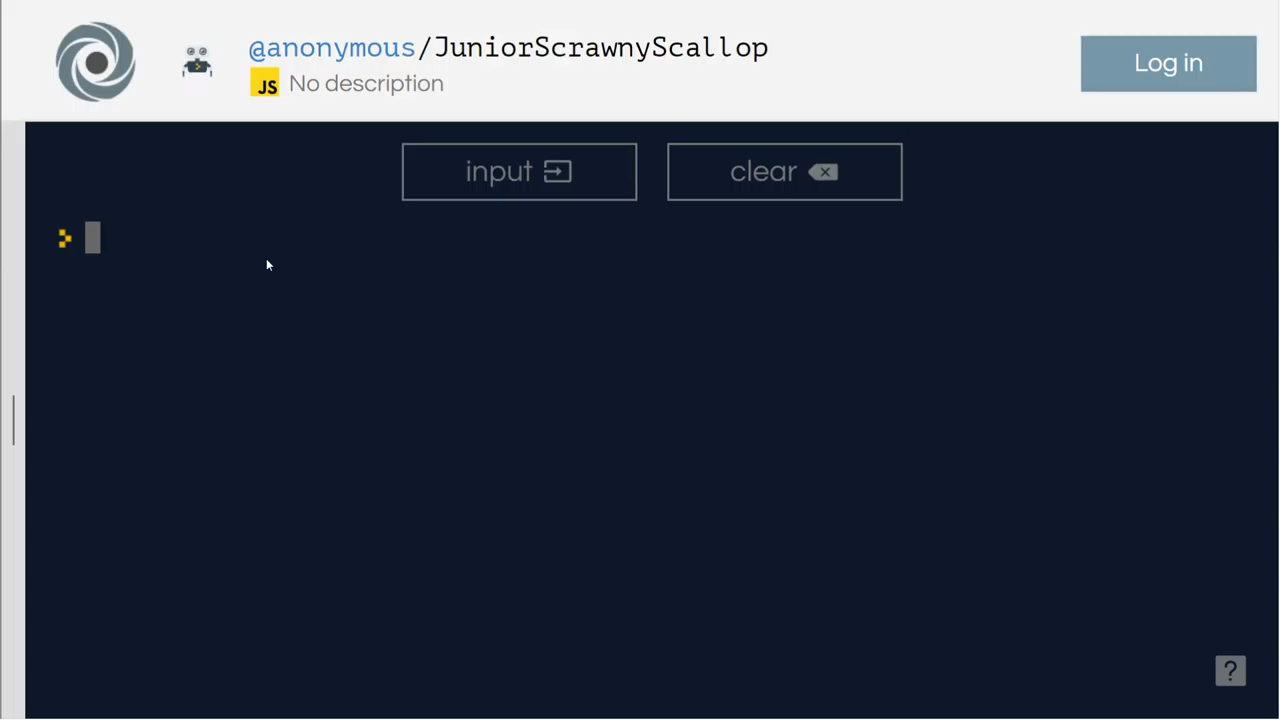 @anonymous/JuniorScrawnyScallop
Log in
JS No description
input
clear
?